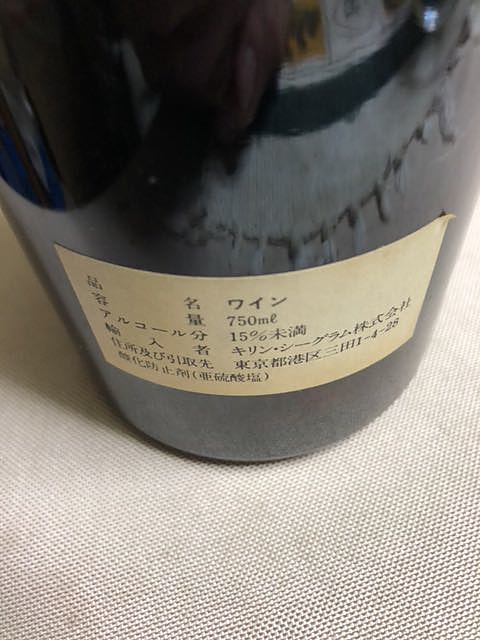 品名 ワイン
容量 750mℓ
アルコール分 15%未満
輸入者 キリン・シーグラム株式会社
住所及び引取先 東京都港区三田1-4-28
酸化防止剤(亜硫酸塩)